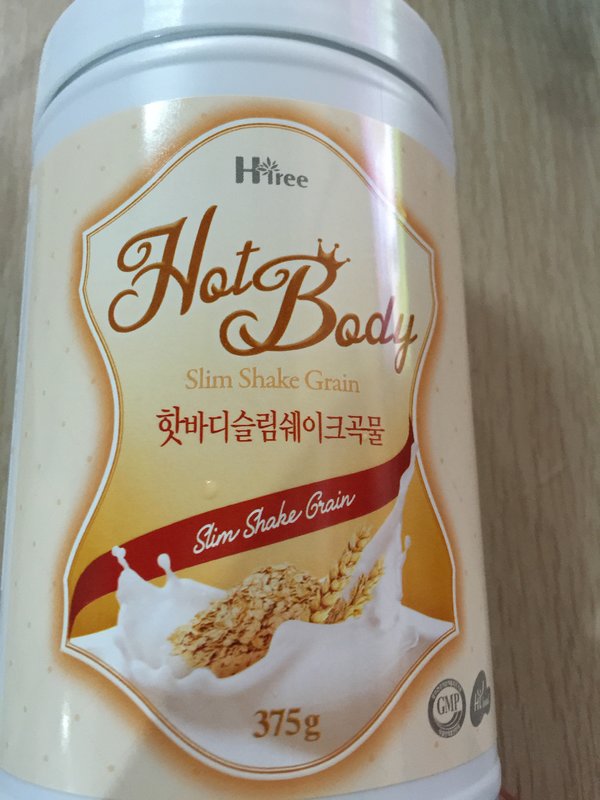 HTree
Hot
Body
Slim Shake Grain
핫바디슬림쉐이크곡물
Slim Shake Grain
GMP
375g